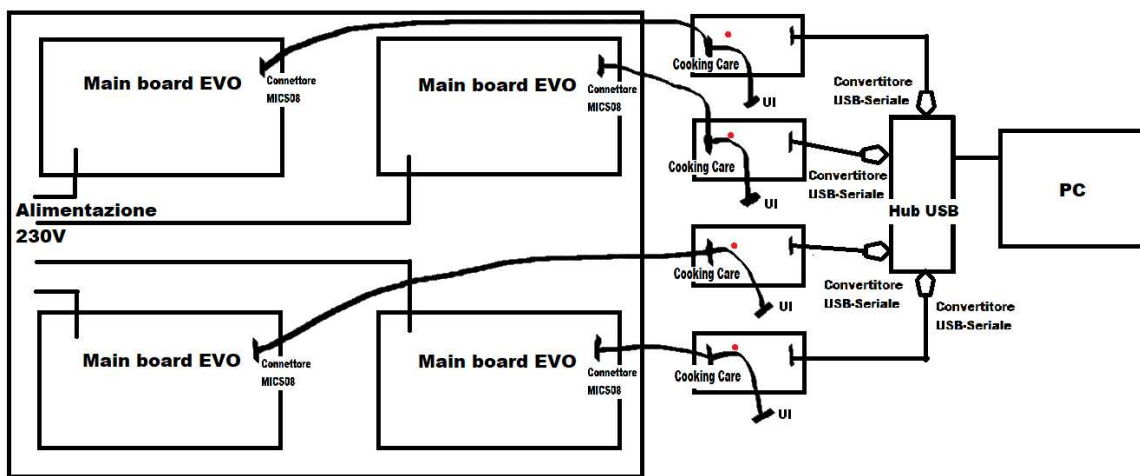 Main board EVO
Connettore
MICS08
Main board EVO
Connettore
MICS08
Cooking Care
UI
Convertitore
USB-Seriale
Cooking Care
UI
Convertitore
USB-Seriale
Alimentazione
230V
Hub USB
PC
Cooking Care
UI
Convertitore
USB-Seriale
Convertitore
USB-Seriale
Main board EVO
Connettore
MICS08
Main board EVO
Connettore
MICS08
Cooking Care
UI